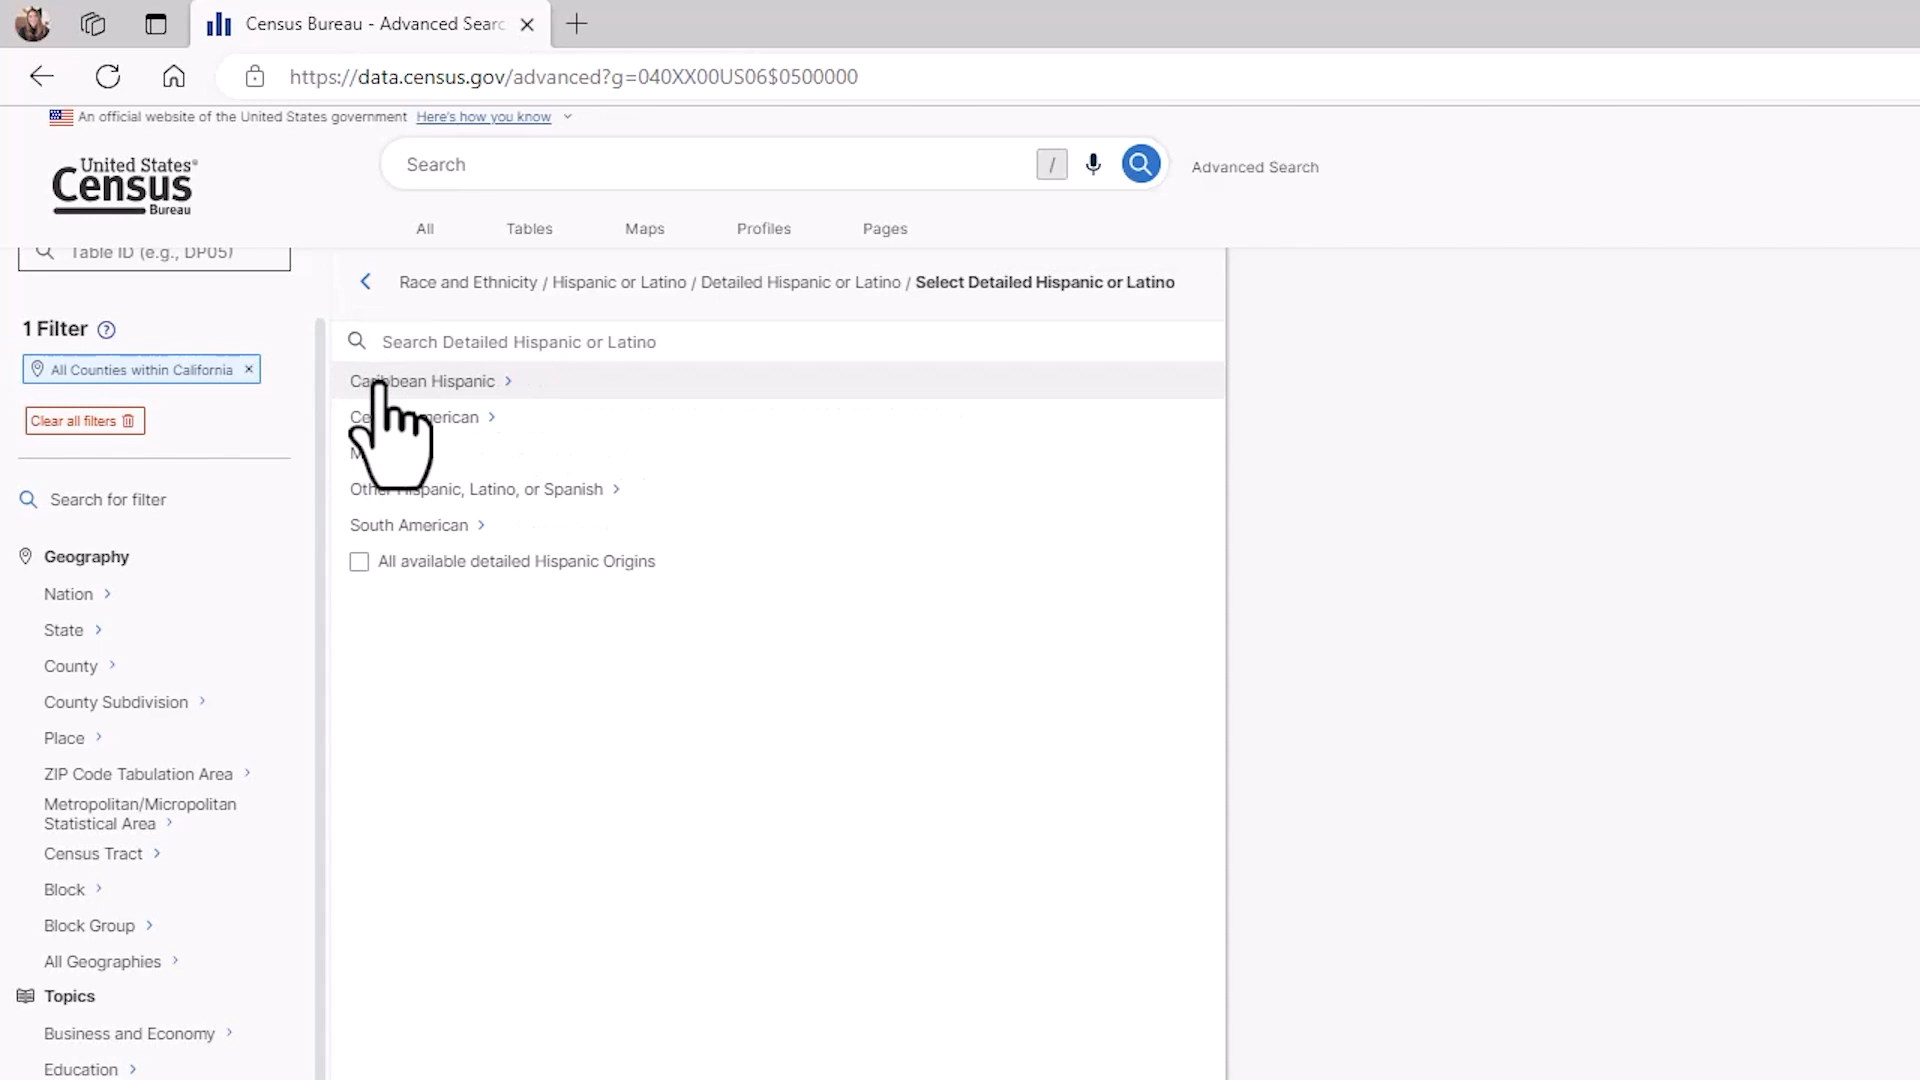 Census Bureau - Advanced Searc
https://data.census.gov/advanced?g=040XX00US06$0500000
An official website of the United States government Here's how you know
United States®
Census
Bureau
Search
/
Advanced Search
All
Tables
Maps
Profiles
Pages
Table ID (e.g., DP05)
1 Filter ?
All Counties within California ×
Clear all filters
Search for filter
Geography
Nation
State
County
County Subdivision
Place
ZIP Code Tabulation Area
Metropolitan/Micropolitan
Statistical Area
Census Tract
Block
Block Group
All Geographies
Topics
Business and Economy
Education
Race and Ethnicity / Hispanic or Latino / Detailed Hispanic or Latino / Select Detailed Hispanic or Latino
Search Detailed Hispanic or Latino
Caribbean Hispanic
Other Hispanic, Latino, or Spanish
South American
All available detailed Hispanic Origins